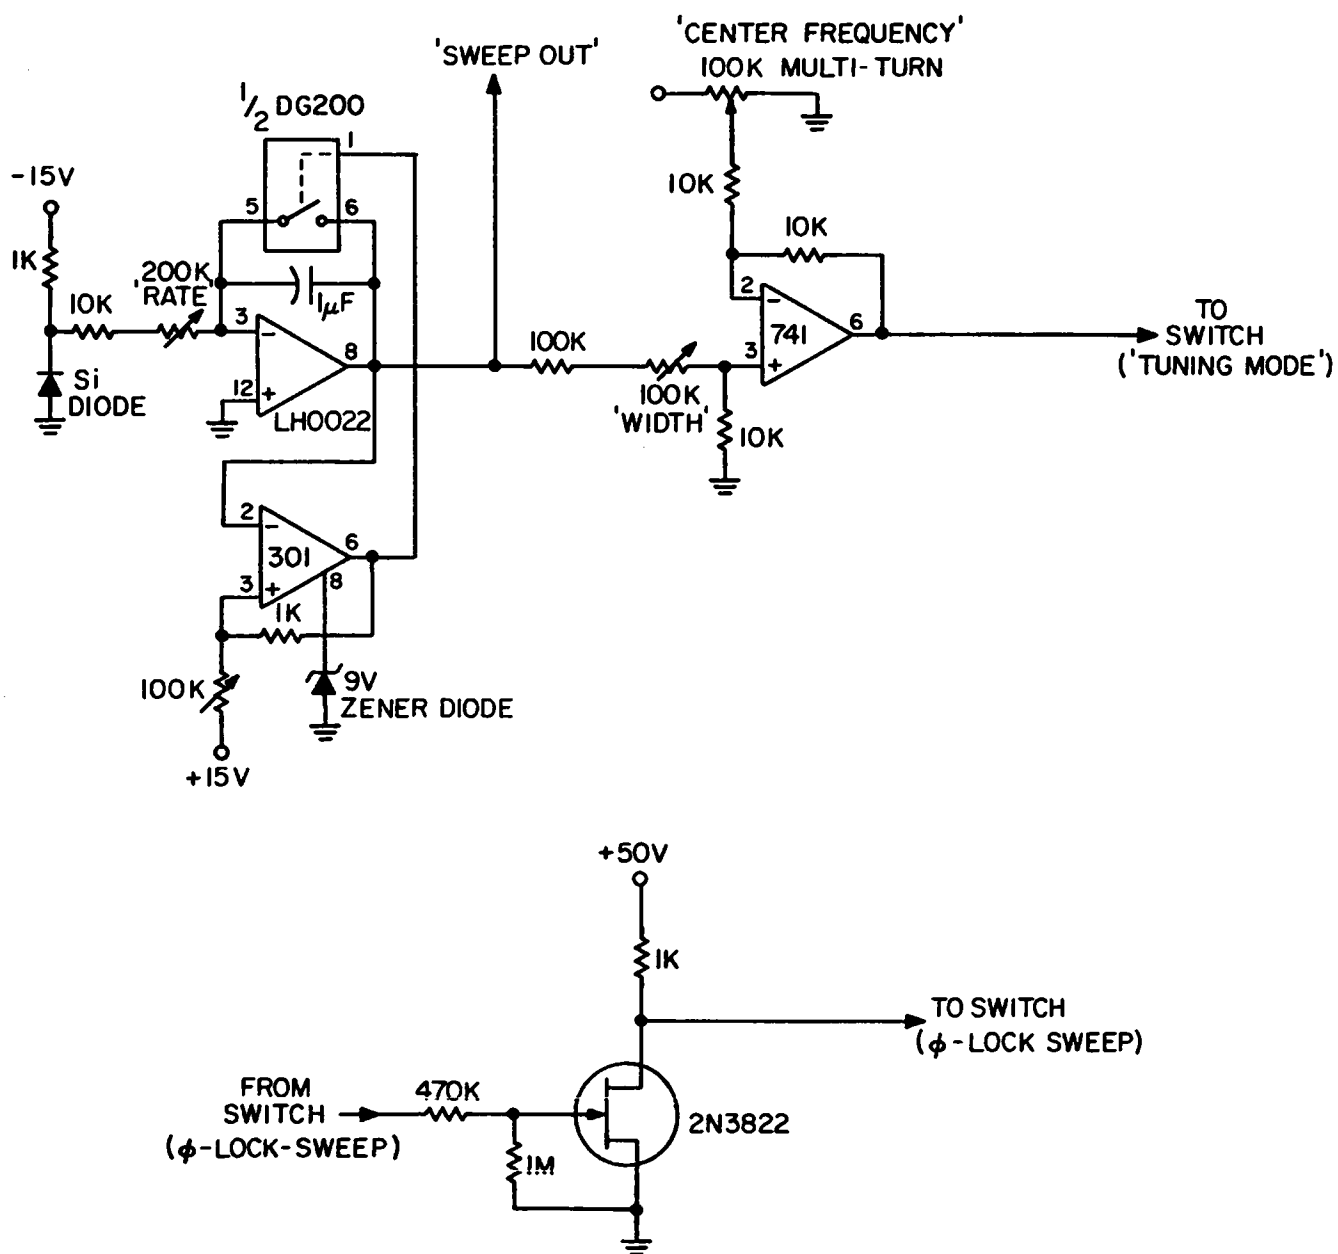 'CENTER FREQUENCY'
100K MULTI-TURN
'SWEEP OUT'
1/2 DG200
1
-15V
5
6
10K
10K
1K
200K
'RATE'
10K
1µF
2
-
741
6
3
+
TO
SWITCH
('TUNING MODE')
3
-
8
12
+
LH0022
Si
DIODE
100K
100K
'WIDTH'
10K
2
-
301
6
3
+
8
1K
100K
9V
ZENER DIODE
+15V
+50V
1K
TO SWITCH
(ϕ-LOCK SWEEP)
FROM
SWITCH
(ϕ-LOCK-SWEEP)
470K
2N3822
1M